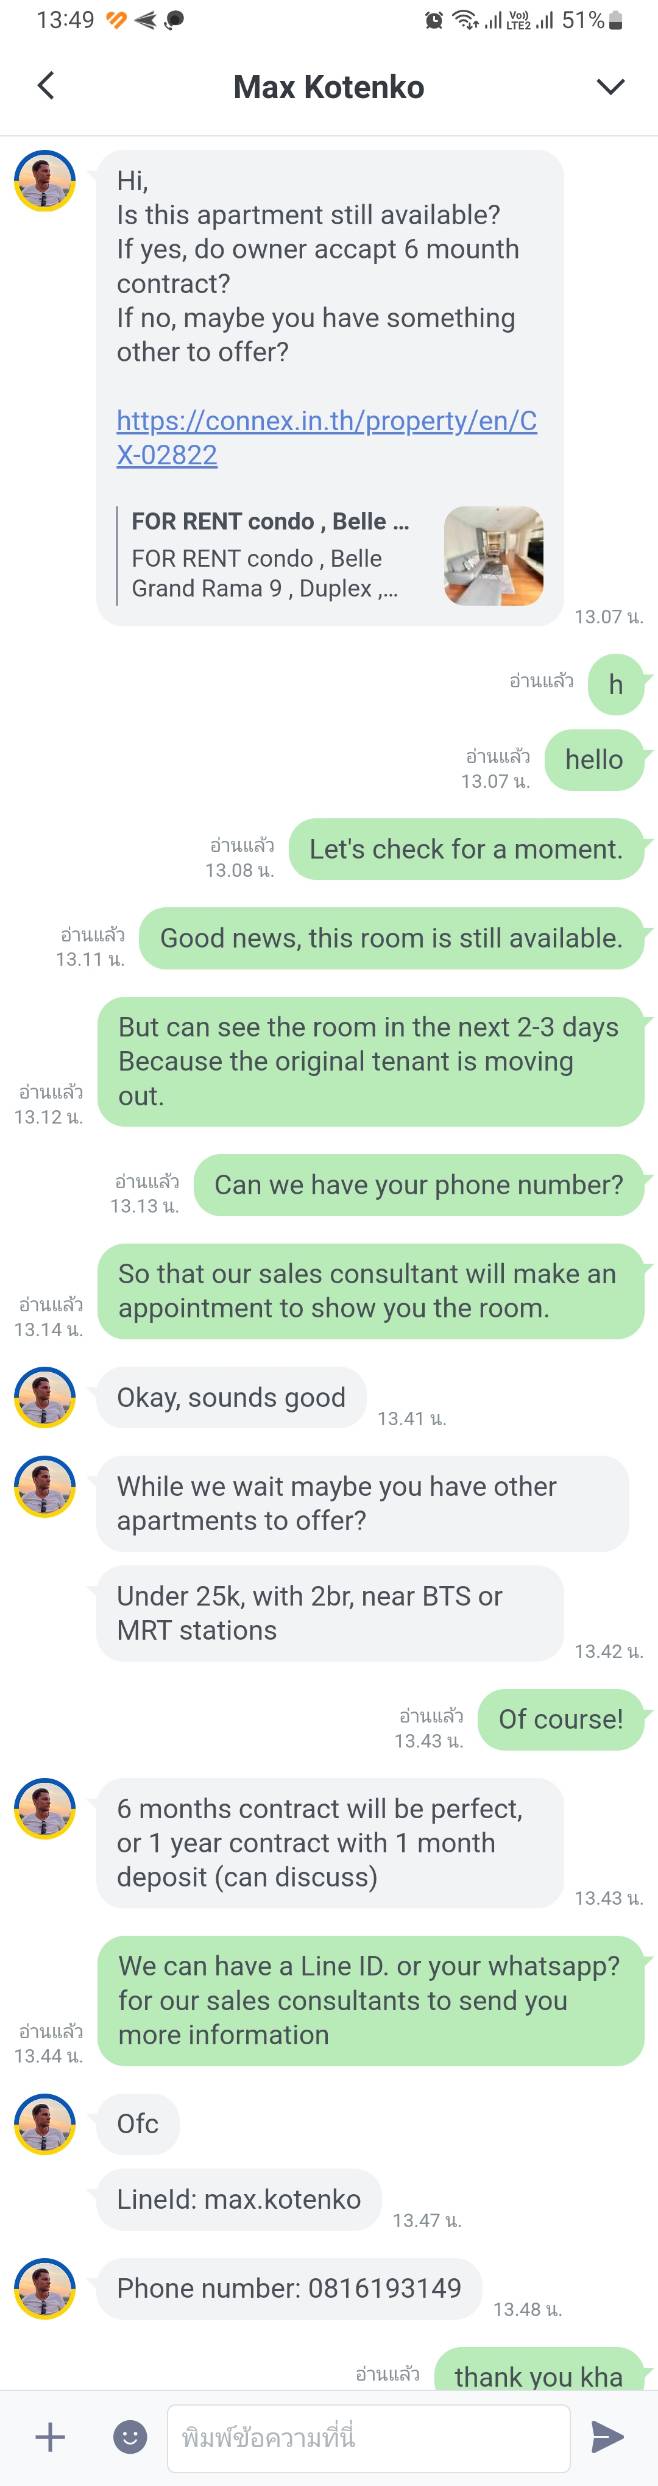 13:49
Vo)) LTE2 51%
Max Kotenko
Hi,
Is this apartment still available?
If yes, do owner accapt 6 mounth
contract?
If no, maybe you have something
other to offer?
https://connex.in.th/property/en/C
X-02822
FOR RENT condo , Belle ...
FOR RENT condo , Belle
Grand Rama 9 , Duplex ,...
13.07 น.
อ่านแล้ว
h
อ่านแล้ว
13.07 น.
hello
อ่านแล้ว
13.08 น.
Let's check for a moment.
อ่านแล้ว
13.11 น.
Good news, this room is still available.
But can see the room in the next 2-3 days
Because the original tenant is moving
out.
อ่านแล้ว
13.12 น.
อ่านแล้ว
13.13 น.
Can we have your phone number?
So that our sales consultant will make an
appointment to show you the room.
อ่านแล้ว
13.14 น.
Okay, sounds good
13.41 น.
While we wait maybe you have other
apartments to offer?
Under 25k, with 2br, near BTS or
MRT stations
13.42 น.
อ่านแล้ว
13.43 น.
Of course!
6 months contract will be perfect,
or 1 year contract with 1 month
deposit (can discuss)
13.43 น.
We can have a Line ID. or your whatsapp?
for our sales consultants to send you
more information
อ่านแล้ว
13.44 น.
Ofc
LineId: max.kotenko
13.47 น.
Phone number: 0816193149
13.48 น.
อ่านแล้ว
thank you kha
พิมพ์ข้อความที่นี่